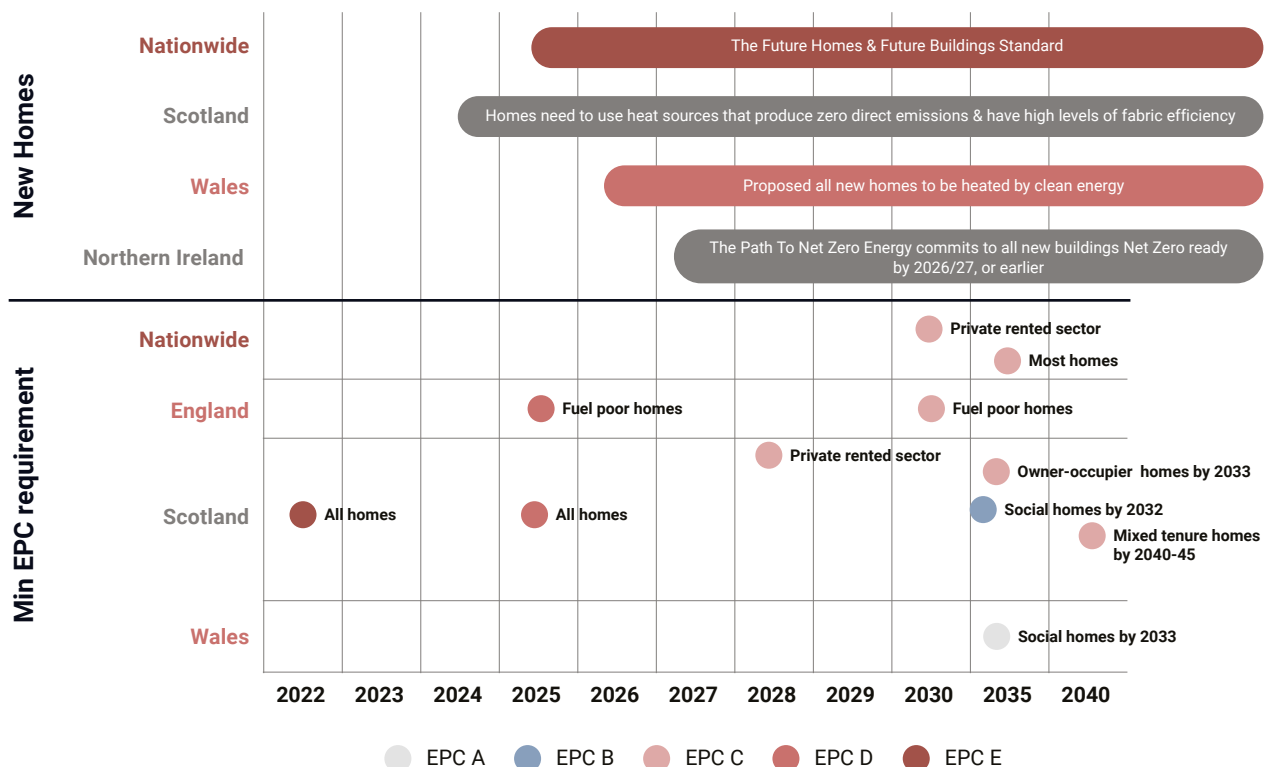 New Homes
Nationwide
The Future Homes & Future Buildings Standard
Scotland
Homes need to use heat sources that produce zero direct emissions & have high levels of fabric efficiency
Wales
Proposed all new homes to be heated by clean energy
Northern Ireland
The Path To Net Zero Energy commits to all new buildings Net Zero ready
by 2026/27, or earlier
Min EPC requirement
Nationwide
Private rented sector
Most homes
England
Fuel poor homes
Fuel poor homes
Scotland
Private rented sector
Owner-occupier homes by 2033
Social homes by 2032
All homes
All homes
Mixed tenure homes
by 2040-45
Wales
Social homes by 2033
2022 2023 2024 2025 2026 2027 2028 2029 2030 2035 2040
EPC A EPC B EPC C EPC D EPC E